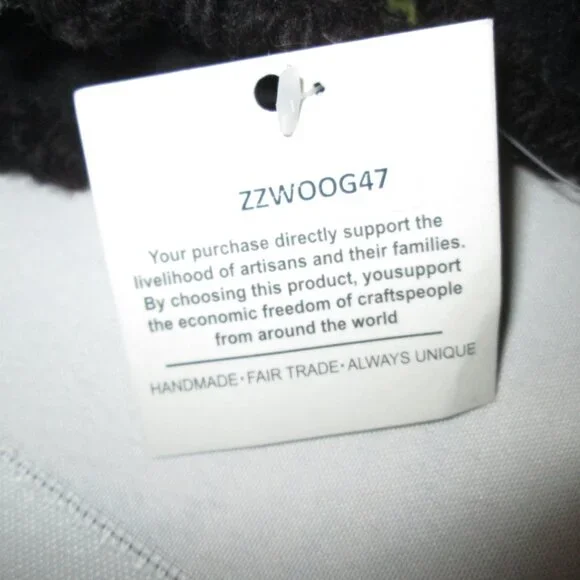 ZZWOOG47
Your purchase directly support the
livelihood of artisans and their families.
By choosing this product, yousupport
the economic freedom of craftspeople
from around the world
HANDMADE·FAIR TRADE·ALWAYS UNIQUE